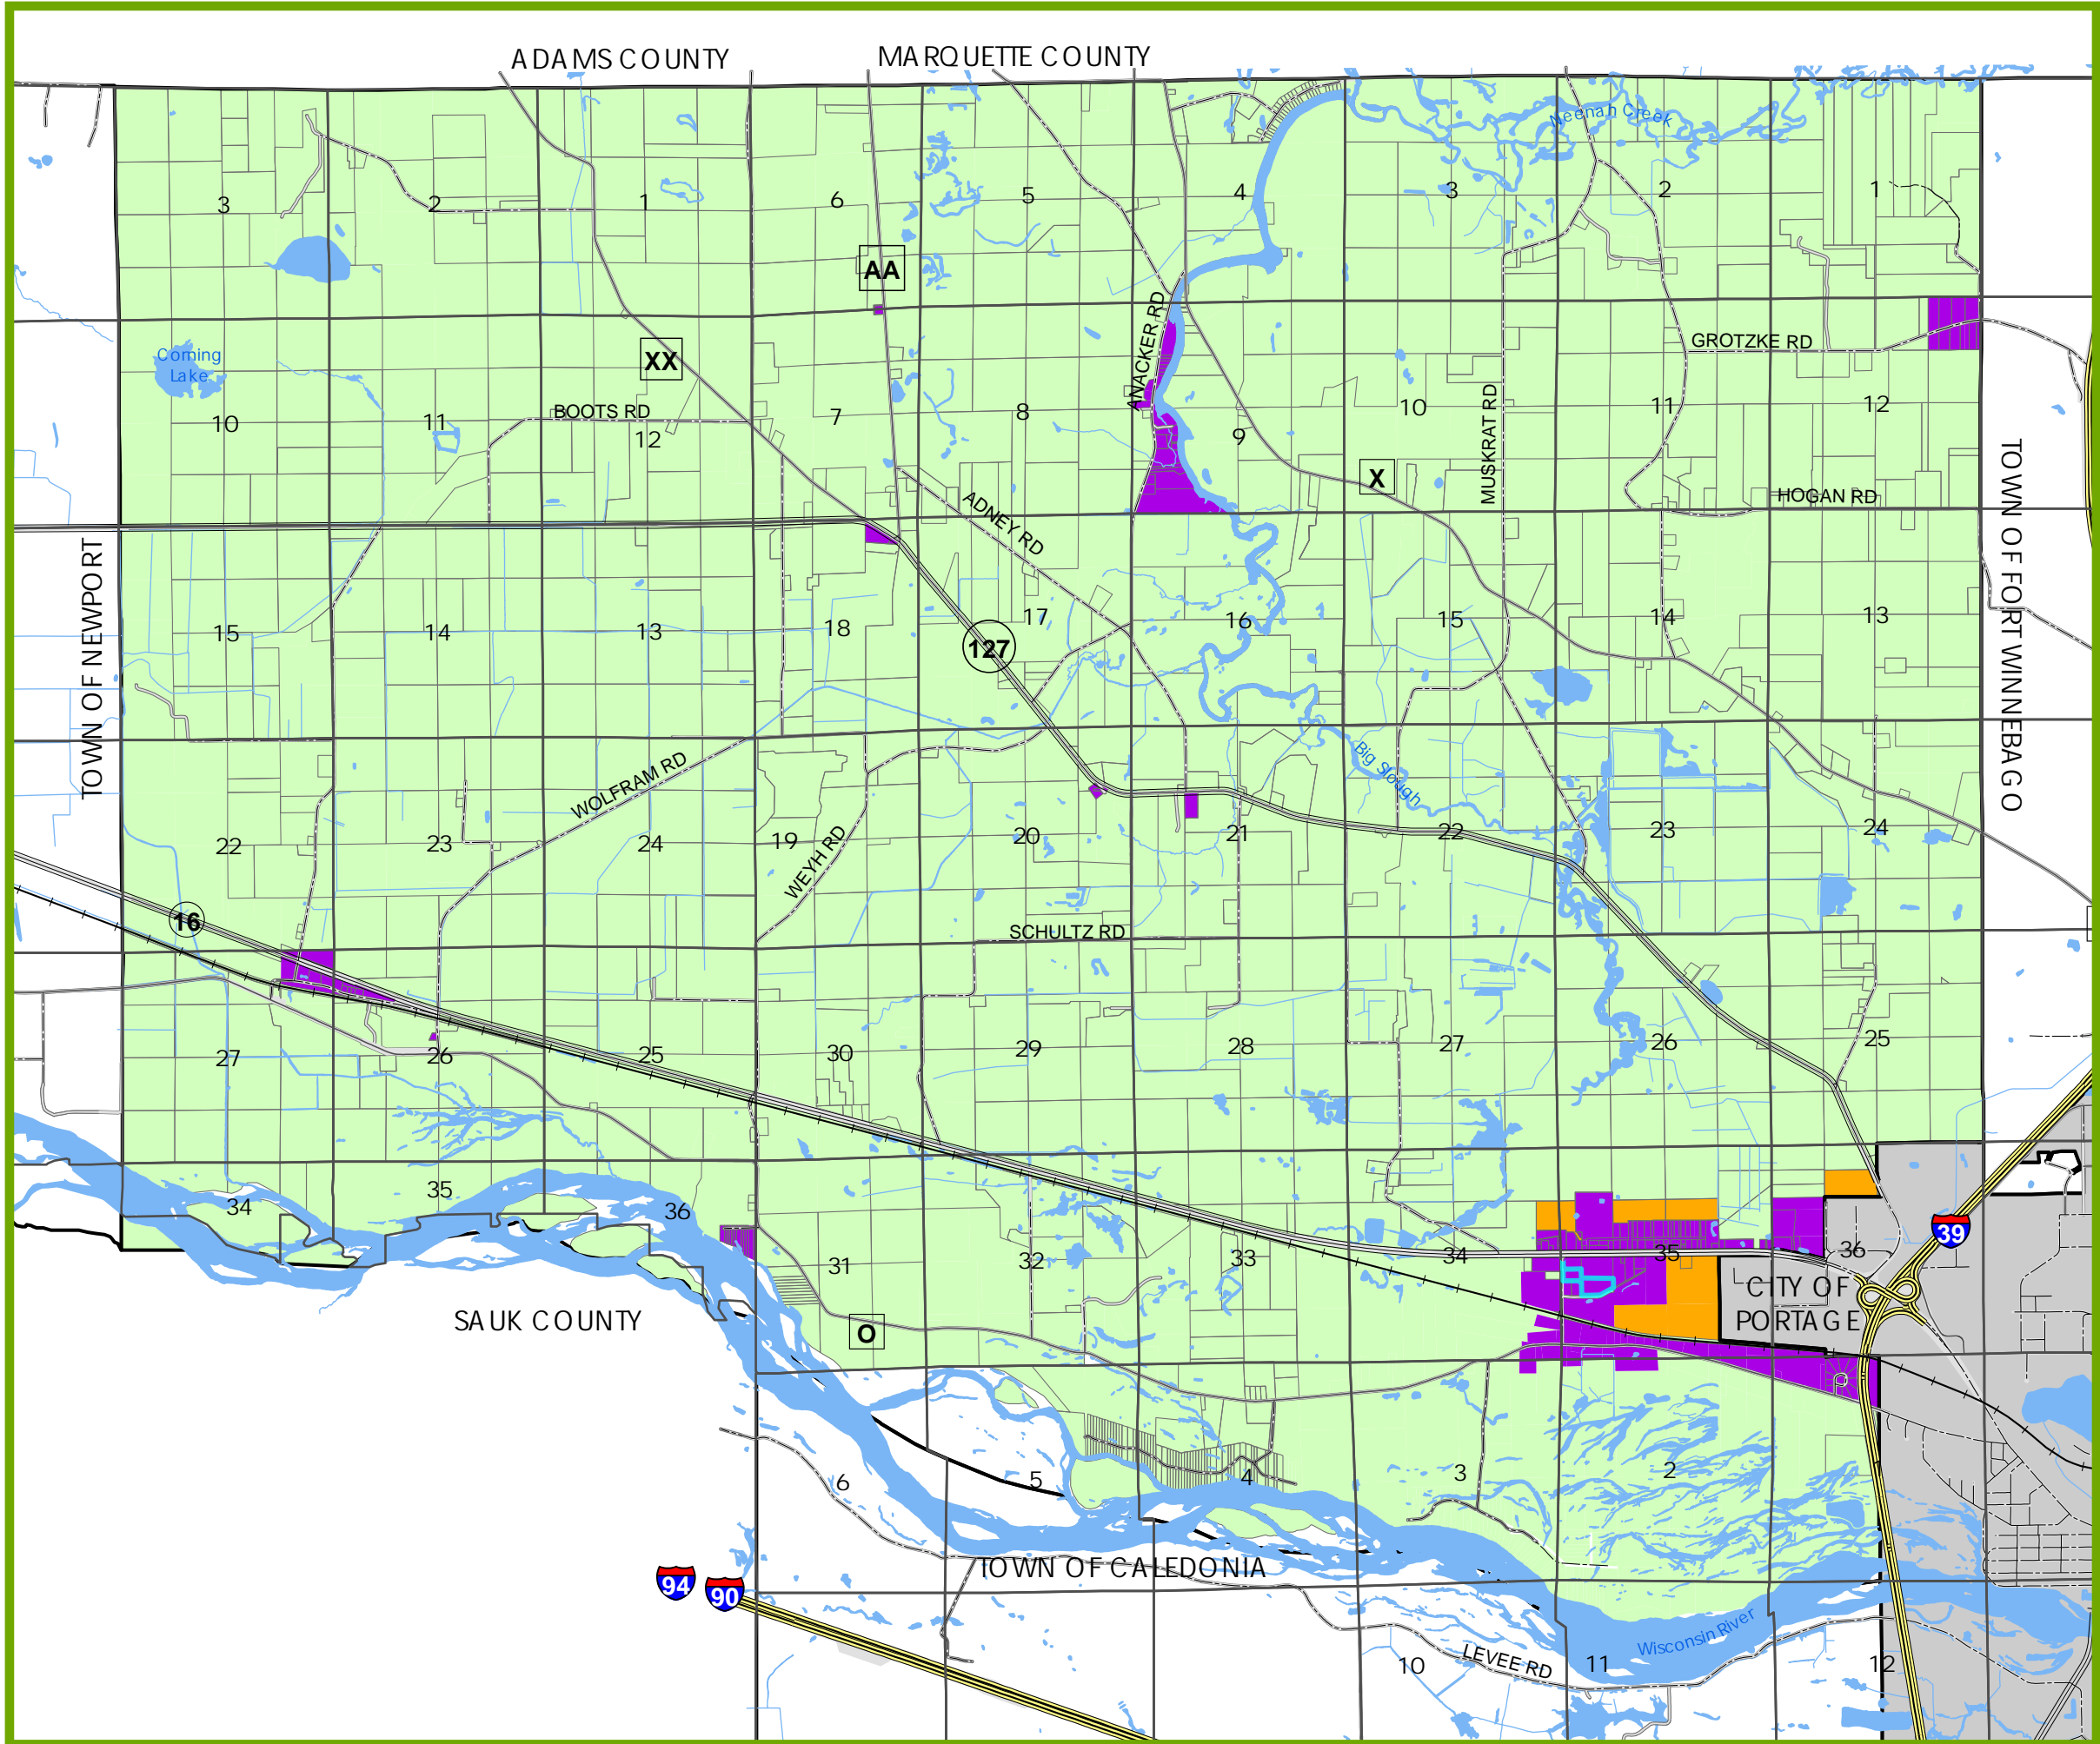 ADAMS COUNTY
MARQUETTE COUNTY
Neenah Creek
3
2
1
6
5
4
3
2
1
AA
ANACKER RD
GROTZKE RD
Corning
Lake
XX
BOOTS RD
10
11
12
7
8
9
10
11
12
MUSKRAT RD
X
HOGAN RD
ADNEY RD
TOWN OF NEWPORT
TOWN OF FORT WINNEBAGO
15
14
13
18
17
16
15
14
13
127
WOLFRAM RD
Big Slough
WEYH RD
22
23
24
19
20
21
22
23
24
16
SCHULTZ RD
27
26
25
30
29
28
27
26
25
34
35
36
31
32
33
34
35
36
39
CITY OF
PORTAGE
SAUK COUNTY
O
6
5
4
3
2
TOWN OF CALEDONIA
94
90
Wisconsin River
LEVEE RD
10
11
12